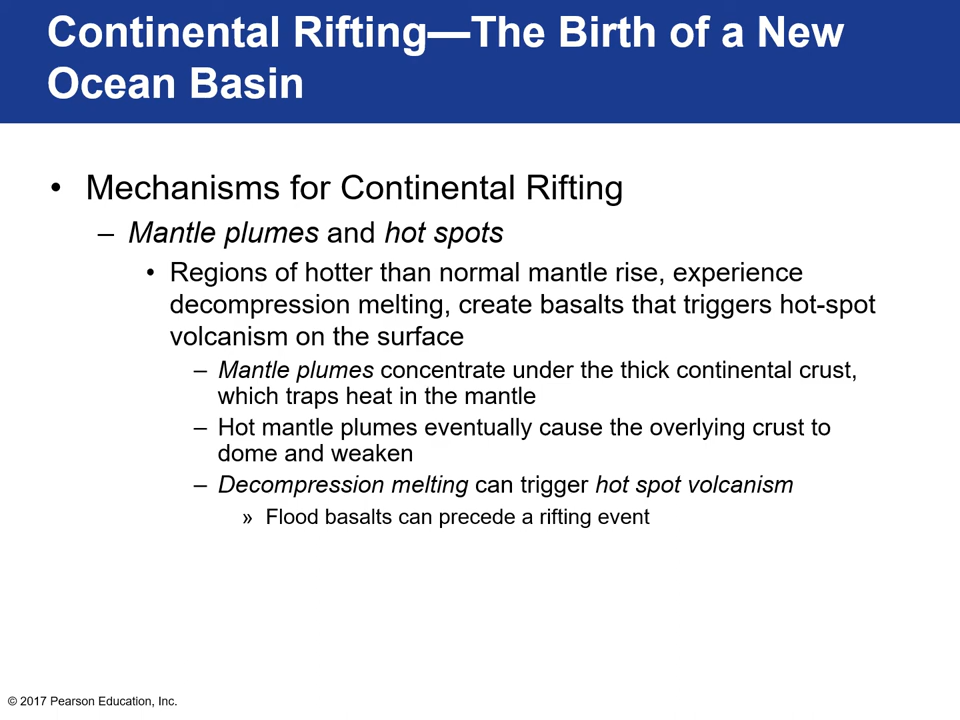 Continental Rifting—The Birth of a New
Ocean Basin
• Mechanisms for Continental Rifting
– Mantle plumes and hot spots
• Regions of hotter than normal mantle rise, experience
decompression melting, create basalts that triggers hot-spot
volcanism on the surface
– Mantle plumes concentrate under the thick continental crust,
which traps heat in the mantle
– Hot mantle plumes eventually cause the overlying crust to
dome and weaken
– Decompression melting can trigger hot spot volcanism
» Flood basalts can precede a rifting event
© 2017 Pearson Education, Inc.